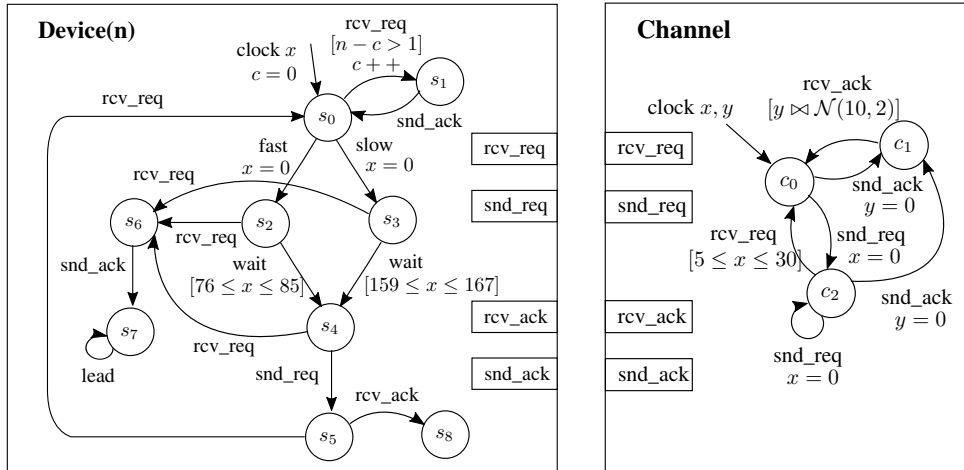 Device(n)
clock x
c = 0
rcv_req
[n − c > 1]
c + +
s1
rcv_req
s0
snd_ack
fast
x = 0
slow
x = 0
rcv_req
s6
s2
s3
rcv_req
snd_ack
wait
[76 ≤ x ≤ 85]
wait
[159 ≤ x ≤ 167]
s7
s4
lead
rcv_req
snd_req
rcv_ack
s5
s8
rcv_req
snd_req
rcv_ack
snd_ack
Channel
rcv_req
snd_req
rcv_ack
snd_ack
rcv_ack
[y ⋈ N(10, 2)]
clock x, y
c1
c0
snd_ack
y = 0
rcv_req
[5 ≤ x ≤ 30]
snd_req
x = 0
c2
snd_ack
y = 0
snd_req
x = 0